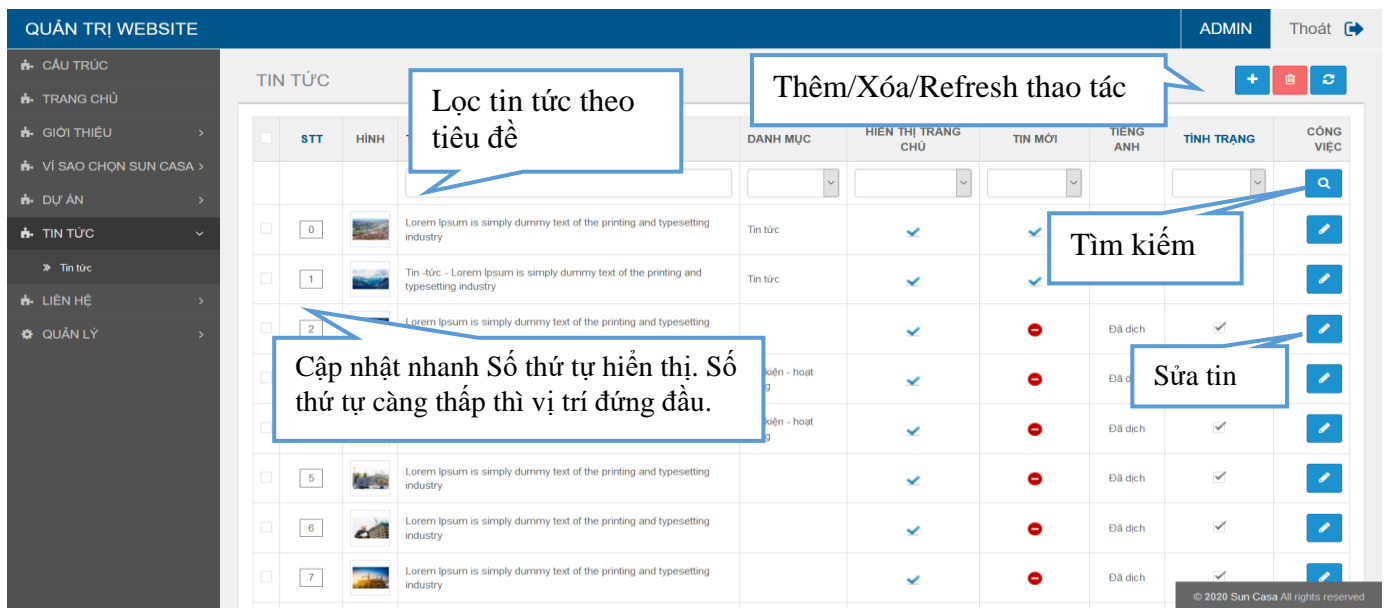 QUẢN TRỊ WEBSITE
ADMIN
Thoát
CẤU TRÚC
TRANG CHỦ
GIỚI THIỆU
VÌ SAO CHỌN SUN CASA
DỰ ÁN
TIN TỨC
Tin tức
LIÊN HỆ
QUẢN LÝ
TIN TỨC
Lọc tin tức theo
tiêu đề
Thêm/Xóa/Refresh thao tác
STT
HÌNH
DANH MỤC
HIỂN THỊ TRANG
CHỦ
TIN MỚI
TIẾNG
ANH
TÌNH TRẠNG
CÔNG
VIỆC
0
Lorem Ipsum is simply dummy text of the printing and typesetting
industry
Tin tức
Tìm kiếm
1
Tin -tức - Lorem Ipsum is simply dummy text of the printing and
typesetting industry
Tin tức
2
Lorem Ipsum is simply dummy text of the printing and typesetting
Đã dịch
Cập nhật nhanh Số thứ tự hiển thị. Số
thứ tự càng thấp thì vị trí đứng đầu.
kiện - hoạt
Đã
Sửa tin
kiện - hoạt
Đã dịch
5
Lorem Ipsum is simply dummy text of the printing and typesetting
industry
Đã dịch
6
Lorem Ipsum is simply dummy text of the printing and typesetting
industry
Đã dịch
7
Lorem Ipsum is simply dummy text of the printing and typesetting
industry
Đã dịch
© 2020 Sun Casa All rights reserved